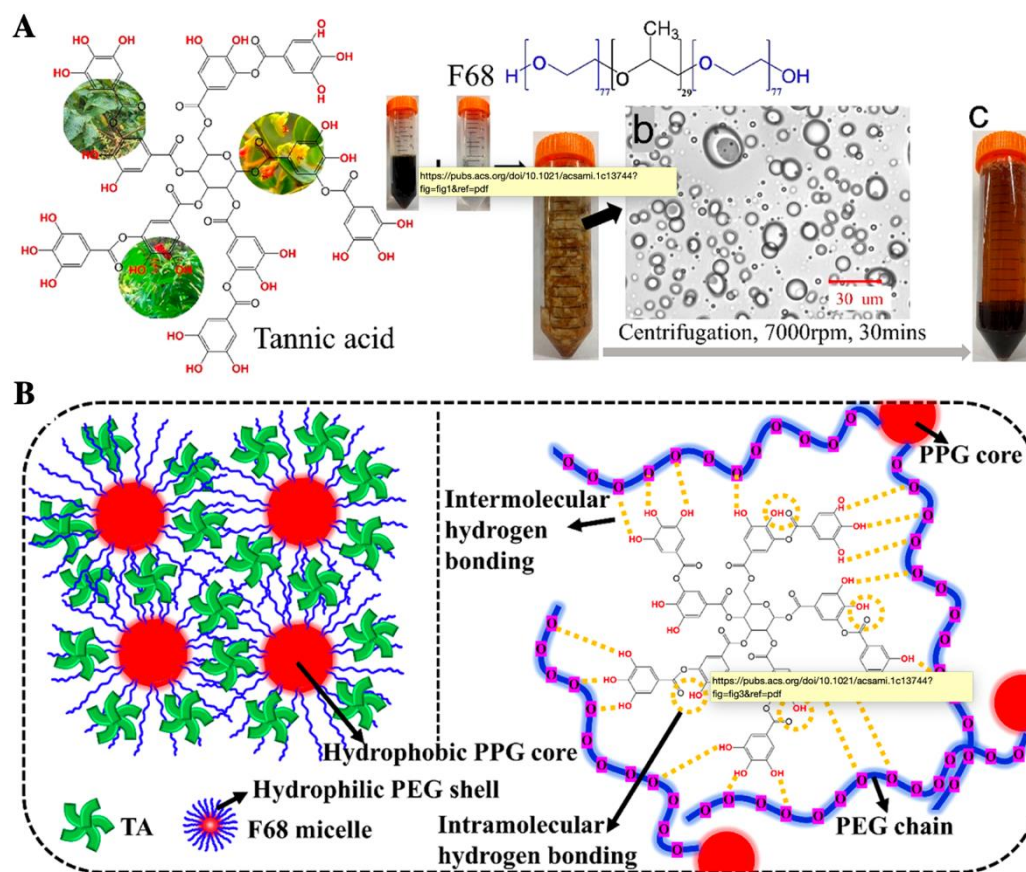 A
F68
H
O
77
O
CH3
29
O
77
OH
b
c
https://pubs.acs.org/doi/10.1021/acsami.1c13744?
fig=fig1&ref=pdf
30 um
Tannic acid
Centrifugation, 7000rpm, 30mins
B
PPG core
Intermolecular
hydrogen
bonding
https://pubs.acs.org/doi/10.1021/acsami.1c13744?
fig=fig3&ref=pdf
Hydrophobic PPG core
Hydrophilic PEG shell
TA
F68 micelle
Intramolecular
hydrogen bonding
PEG chain